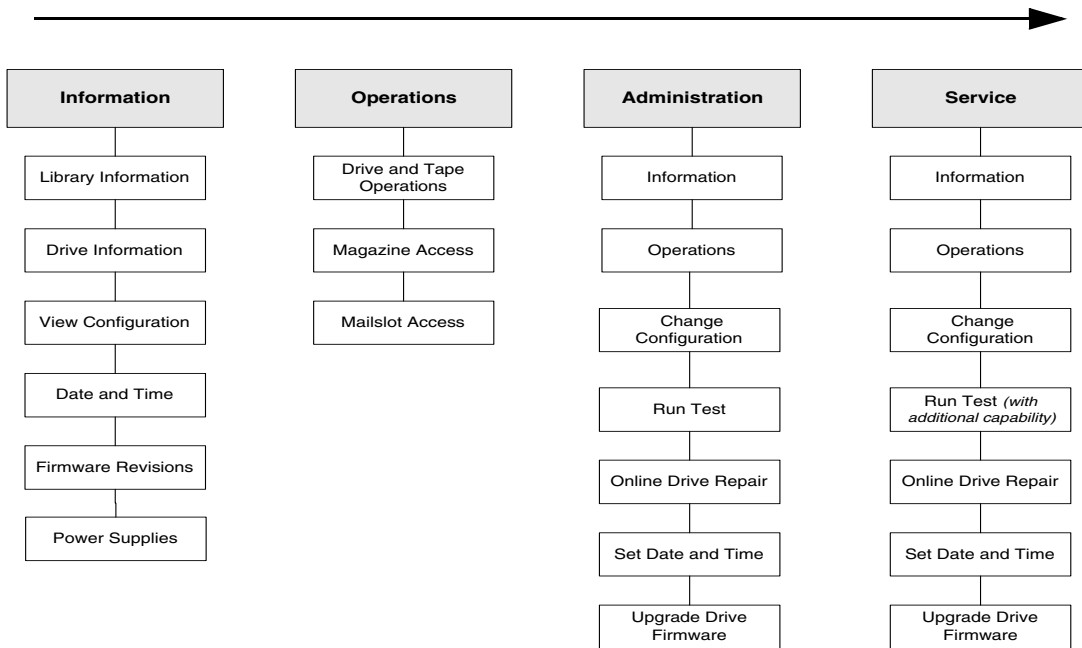 Information
Library Information
Drive Information
View Configuration
Date and Time
Firmware Revisions
Power Supplies
Operations
Drive and Tape
Operations
Magazine Access
Mailslot Access
Administration
Information
Operations
Change
Configuration
Run Test
Online Drive Repair
Set Date and Time
Upgrade Drive
Firmware
Service
Information
Operations
Change
Configuration
Run Test (with
additional capability)
Online Drive Repair
Set Date and Time
Upgrade Drive
Firmware